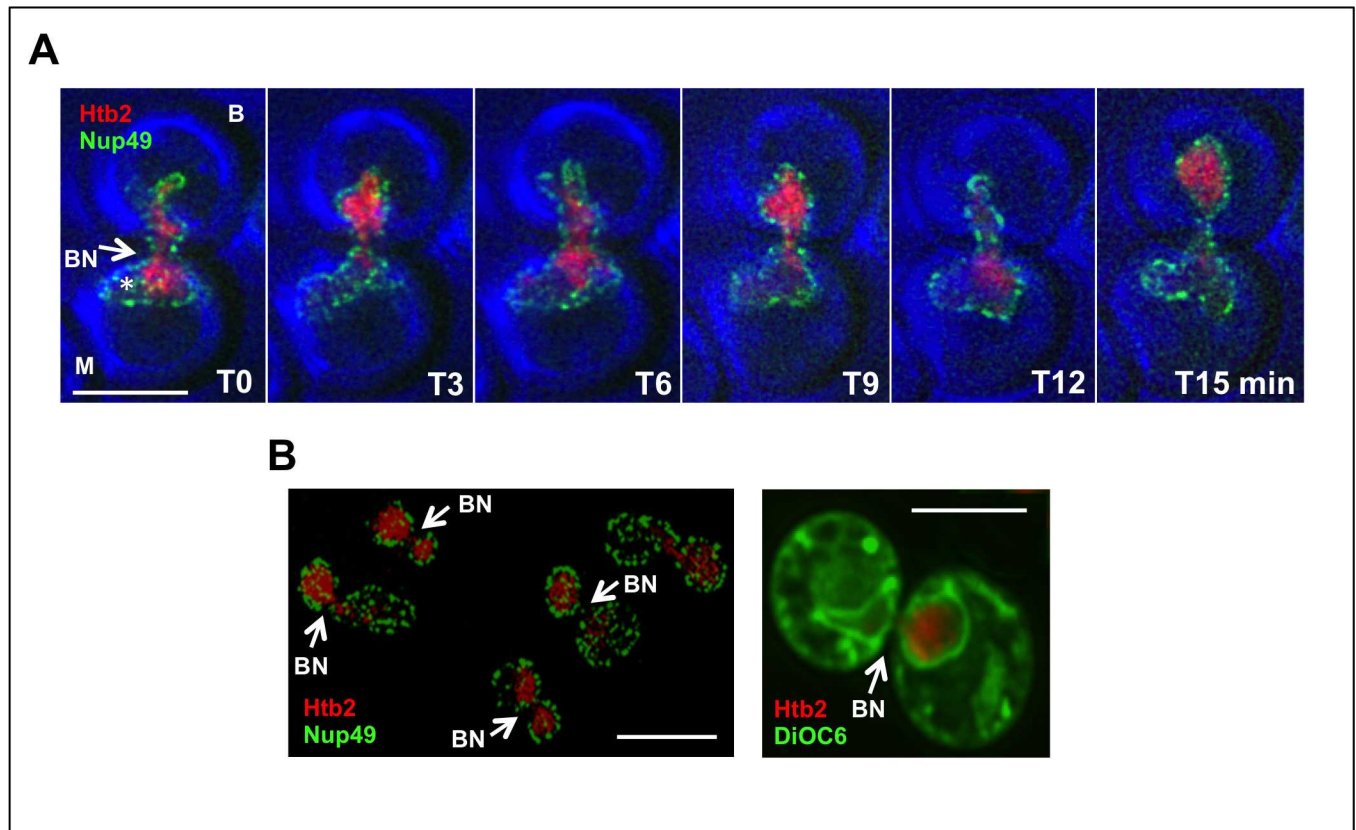 A
Htb2
Nup49
B
BN
*
M
T0
T3
T6
T9
T12
T15 min
B
BN
BN
BN
BN
Htb2
Nup49
BN
Htb2
DiOC6